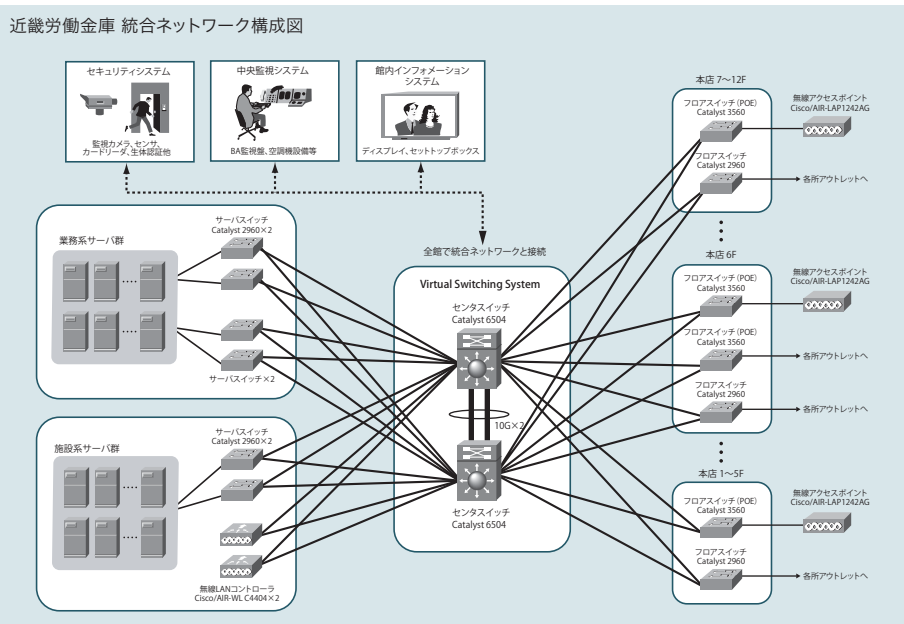 近畿労働金庫 統合ネットワーク構成図
セキュリティシステム
監視カメラ、センサ、
カードリーダ、生体認証他
中央監視システム
BA監視盤、空調機設備等
館内インフォメーション
システム
ディスプレイ、セットトップボックス
全館で統合ネットワークと接続
業務系サーバ群
サーバスイッチ
Catalyst 2960×2
サーバスイッチ×2
施設系サーバ群
サーバスイッチ
Catalyst 2960×2
無線LANコントローラ
Cisco/AIR-WL C4404×2
Virtual Switching System
センタスイッチ
Catalyst 6504
10G×2
センタスイッチ
Catalyst 6504
本店 7〜12F
フロアスイッチ(POE)
Catalyst 3560
無線アクセスポイント
Cisco/AIR-LAP1242AG
フロアスイッチ
Catalyst 2960
各所アウトレットへ
本店 6F
フロアスイッチ(POE)
Catalyst 3560
無線アクセスポイント
Cisco/AIR-LAP1242AG
フロアスイッチ(POE)
Catalyst 3560
各所アウトレットへ
フロアスイッチ
Catalyst 2960
各所アウトレットへ
本店 1〜5F
フロアスイッチ(POE)
Catalyst 3560
無線アクセスポイント
Cisco/AIR-LAP1242AG
フロアスイッチ
Catalyst 2960
各所アウトレットへ